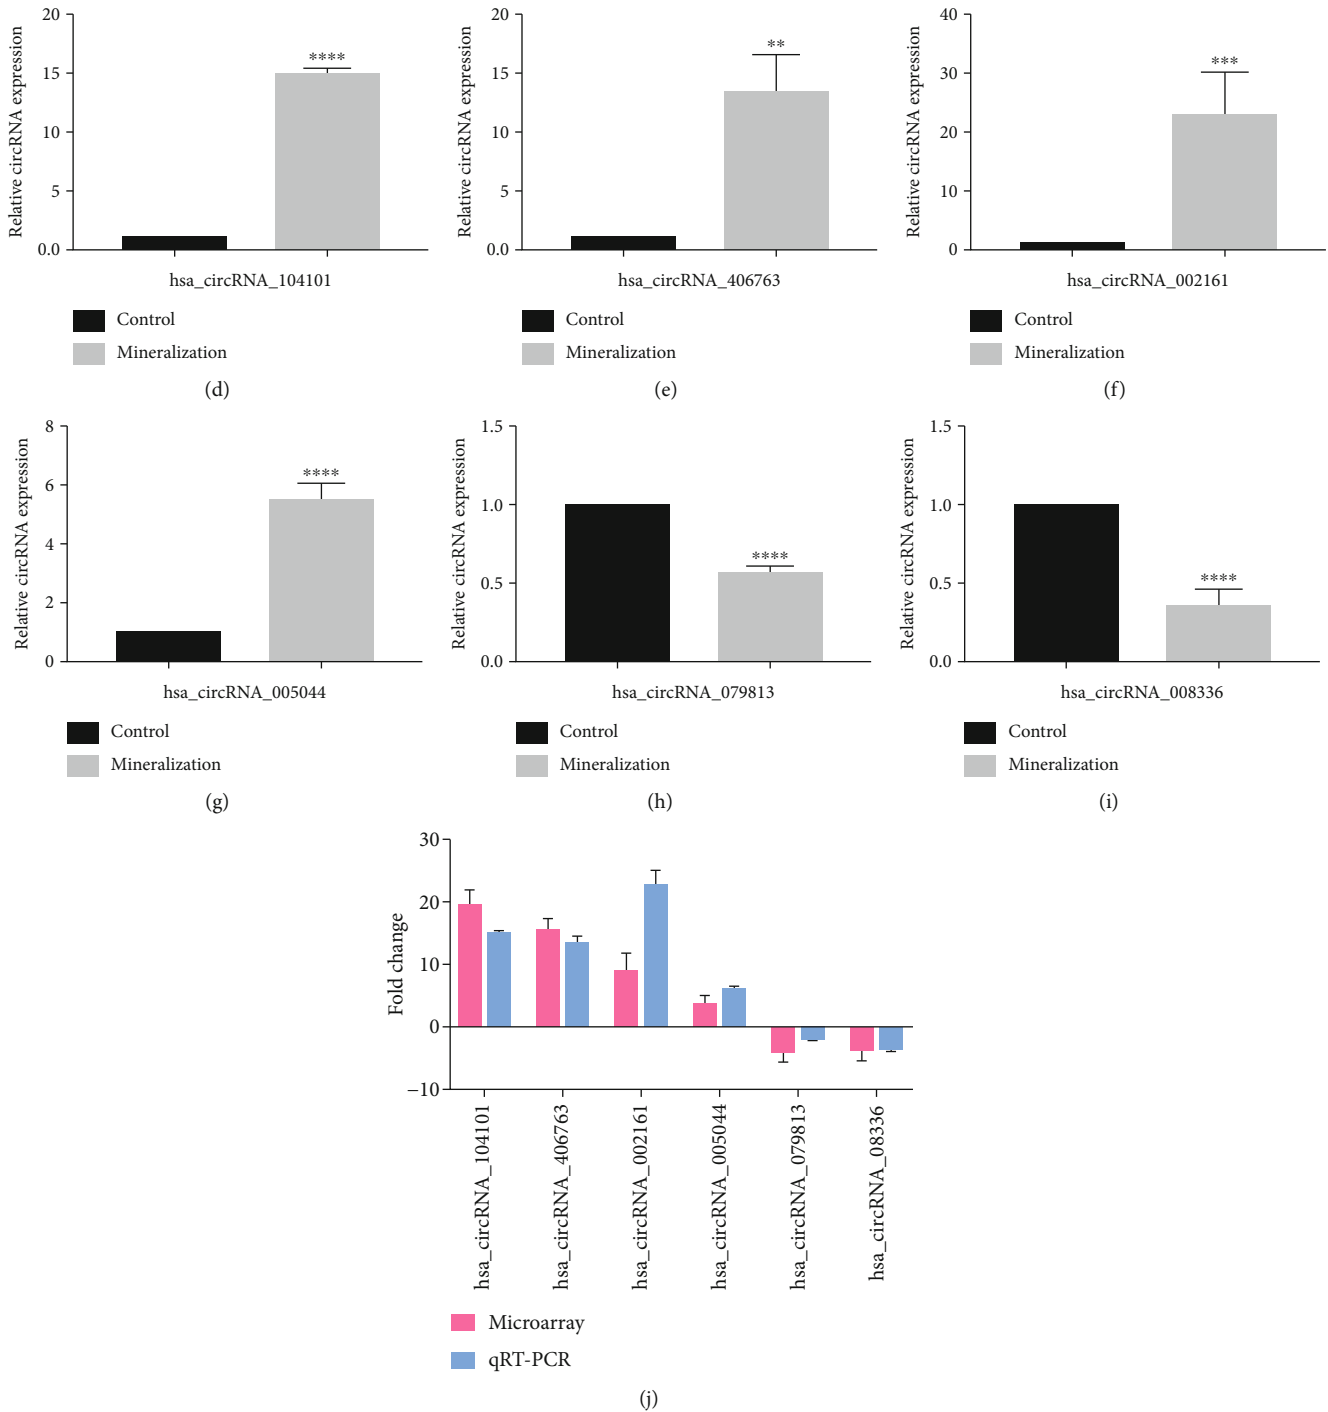 Relative circRNA expression
20
15
10
5
0.0
****
hsa_circRNA_104101
Control
Mineralization
(d)
Relative circRNA expression
20
15
10
5
0.0
**
hsa_circRNA_406763
Control
Mineralization
(e)
Relative circRNA expression
40
30
20
10
0
***
hsa_circRNA_002161
Control
Mineralization
(f)
Relative circRNA expression
8
6
4
2
0
****
hsa_circRNA_005044
Control
Mineralization
(g)
Relative circRNA expression
1.5
1.0
0.5
0.0
****
hsa_circRNA_079813
Control
Mineralization
(h)
Relative circRNA expression
1.5
1.0
0.5
0.0
****
hsa_circRNA_008336
Control
Mineralization
(i)
Fold change
30
20
10
0
−10
hsa_circRNA_104101
hsa_circRNA_406763
hsa_circRNA_002161
hsa_circRNA_005044
hsa_circRNA_079813
hsa_circRNA_08336
Microarray
qRT-PCR
(j)